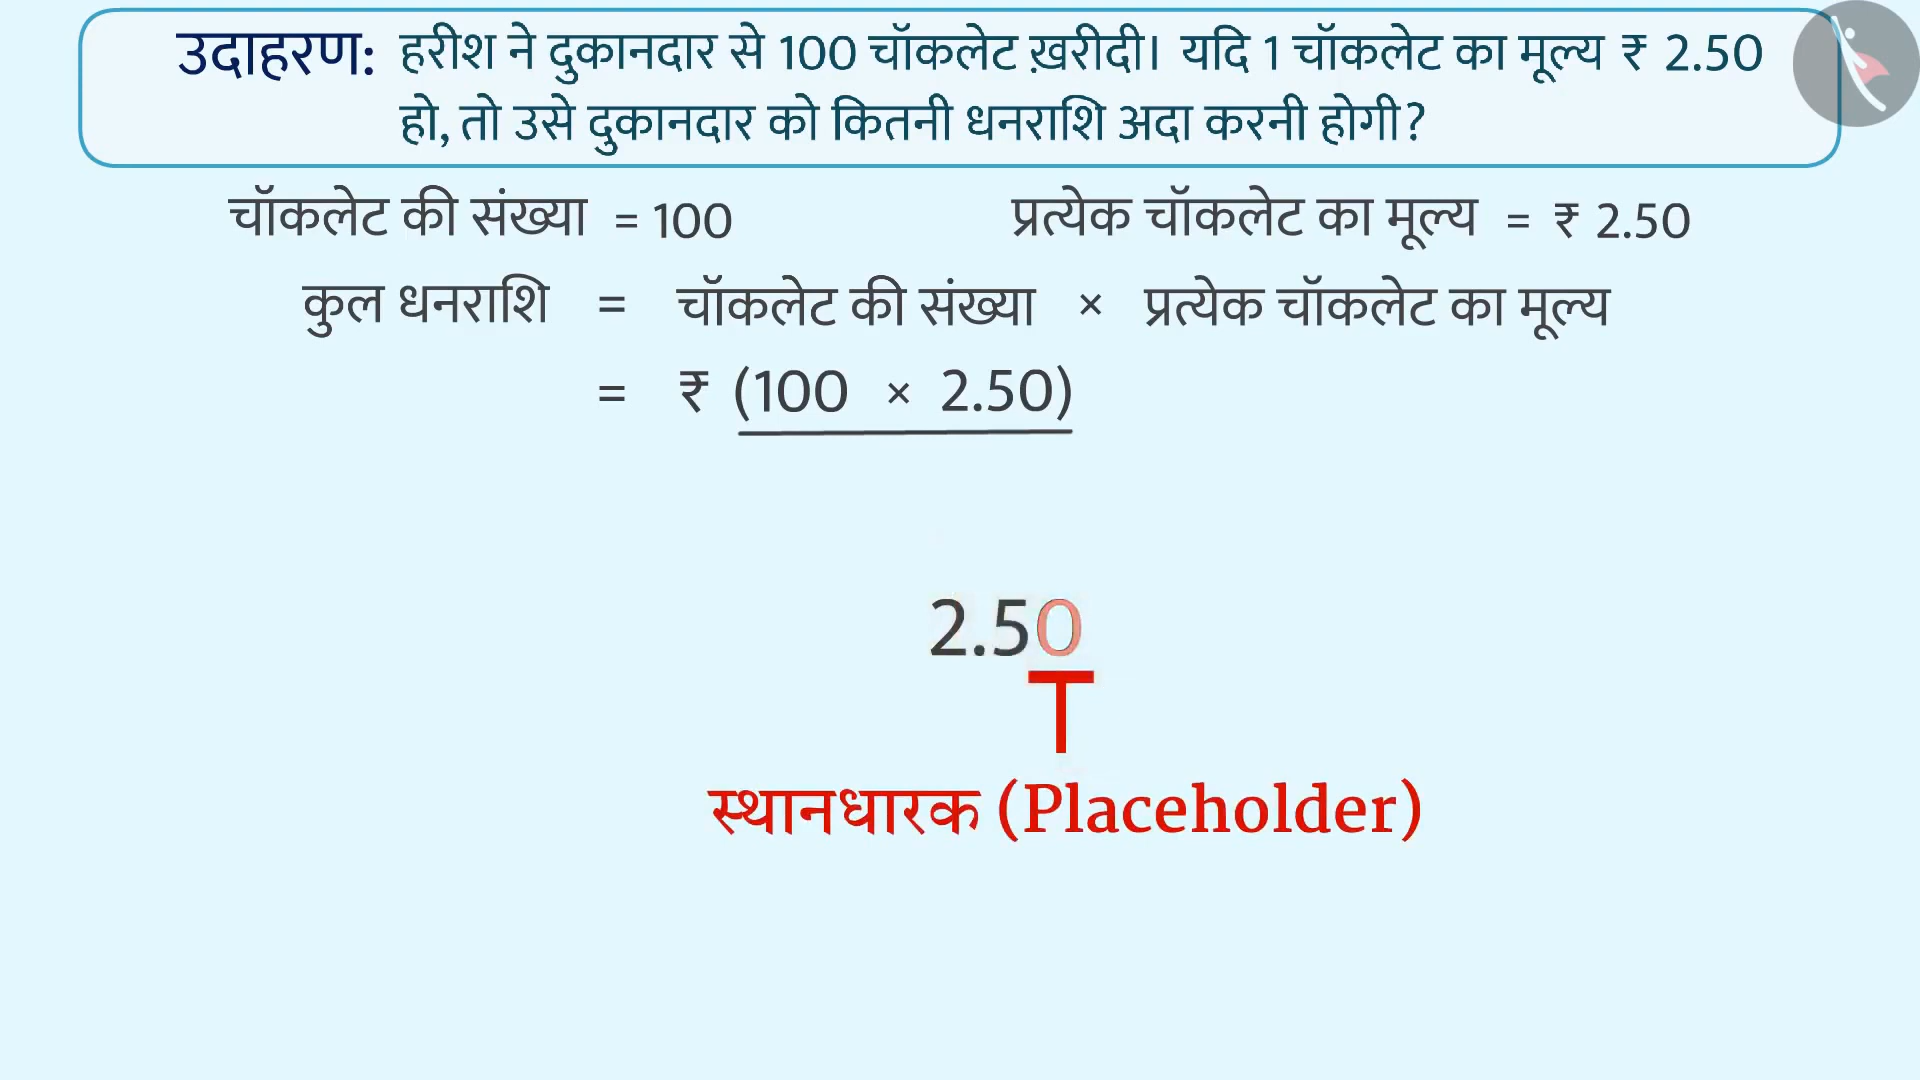 उदाहरण: हरीश ने दुकानदार से 100 चॉकलेट ख़रीदी। यदि 1 चॉकलेट का मूल्य ₹ 2.50
हो, तो उसे दुकानदार को कितनी धनराशि अदा करनी होगी?
चॉकलेट की संख्या = 100 प्रत्येक चॉकलेट का मूल्य = ₹ 2.50
कुल धनराशि = चॉकलेट की संख्या × प्रत्येक चॉकलेट का मूल्य
= ₹ (100 × 2.50)
2.50
स्थानधारक (Placeholder)